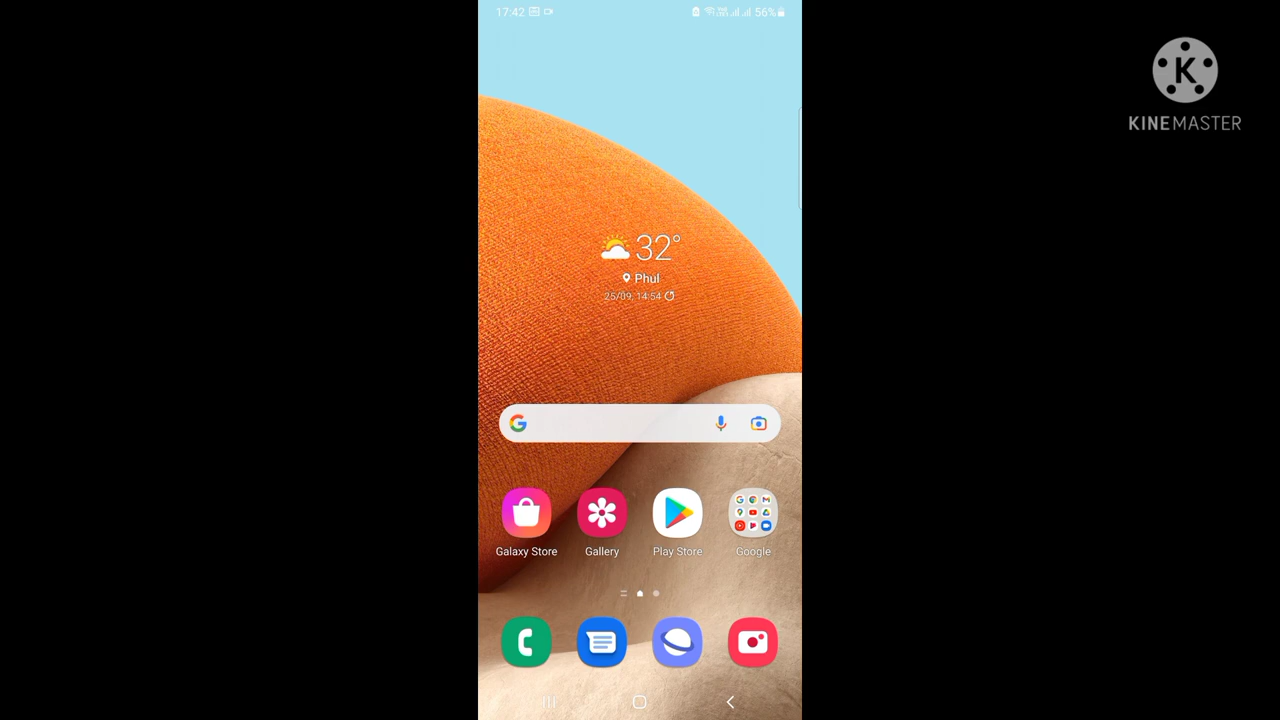 17:42
56%
KINEMASTER
32°
Phul
25/09, 14:54
Galaxy Store
Gallery
Play Store
Google